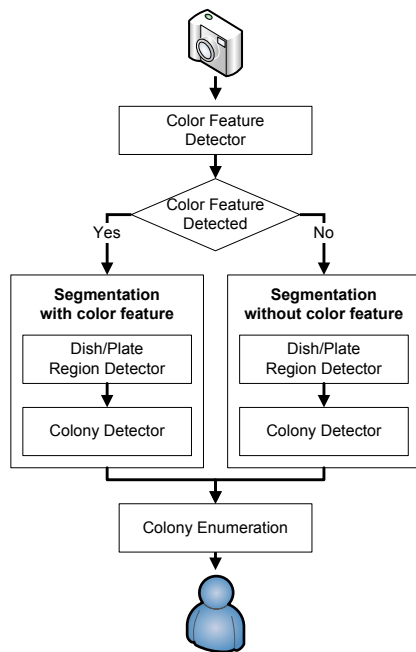 Color Feature
Detector
Color Feature
Detected
Yes
No
Segmentation
with color feature
Dish/Plate
Region Detector
Colony Detector
Segmentation
without color feature
Dish/Plate
Region Detector
Colony Detector
Colony Enumeration